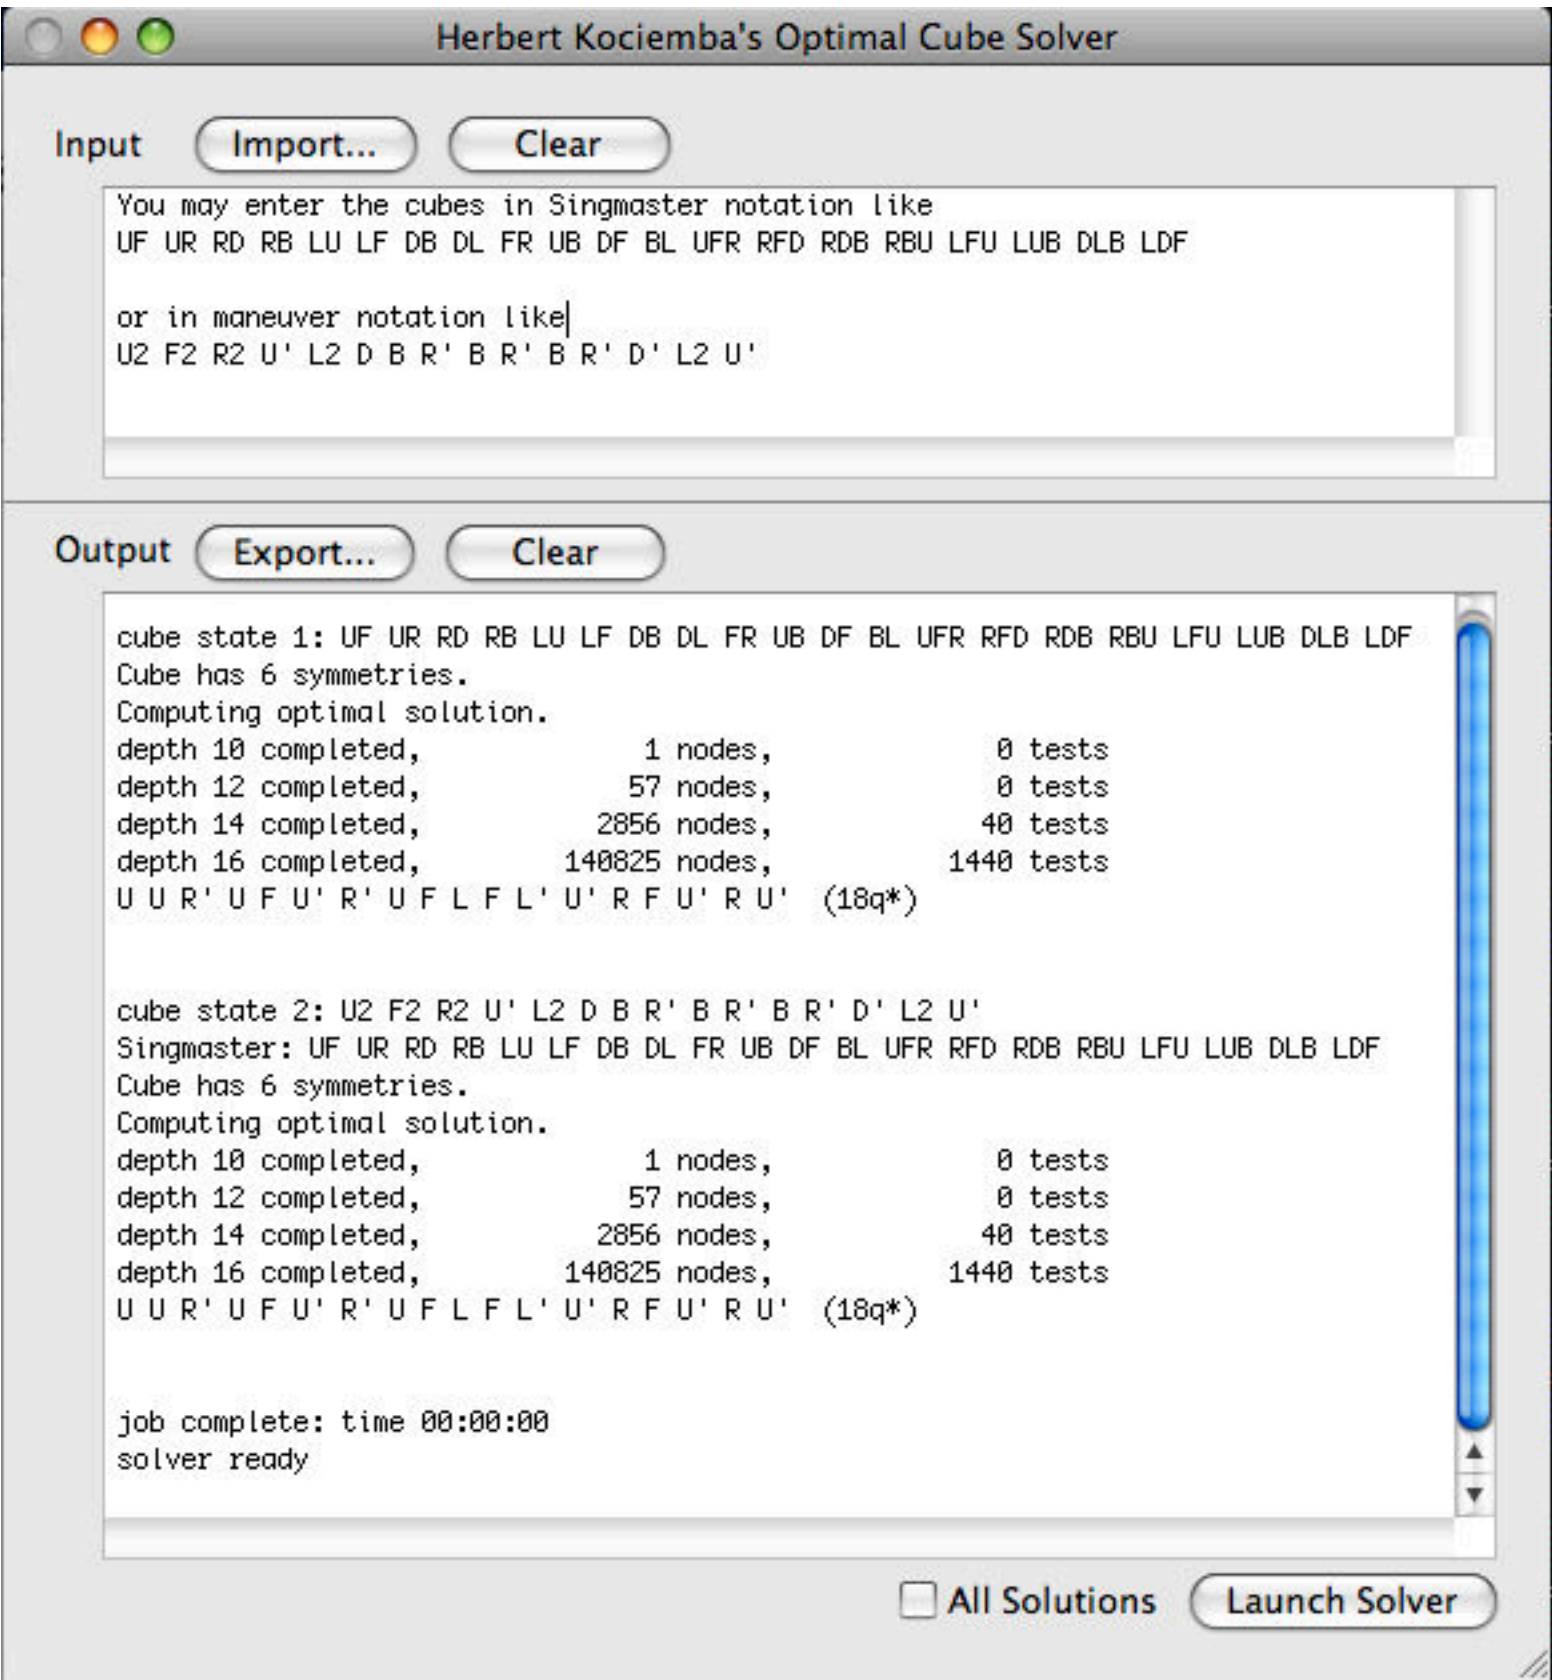 Herbert Kociemba's Optimal Cube Solver
Input Import... Clear
You may enter the cubes in Singmaster notation like
UF UR RD RB LU LF DB DL FR UB DF BL UFR RFD RDB RBU LFU LUB DLB LDF
or in maneuver notation like
U2 F2 R2 U' L2 D B R' B R' B R' D' L2 U'
Output Export... Clear
cube state 1: UF UR RD RB LU LF DB DL FR UB DF BL UFR RFD RDB RBU LFU LUB DLB LDF
Cube has 6 symmetries.
Computing optimal solution.
depth 10 completed, 1 nodes, 0 tests
depth 12 completed, 57 nodes, 0 tests
depth 14 completed, 2856 nodes, 40 tests
depth 16 completed, 140825 nodes, 1440 tests
U U R' U F U' R' U F L F L' U' R F U' R U' (18q*)
cube state 2: U2 F2 R2 U' L2 D B R' B R' B R' D' L2 U'
Singmaster: UF UR RD RB LU LF DB DL FR UB DF BL UFR RFD RDB RBU LFU LUB DLB LDF
Cube has 6 symmetries.
Computing optimal solution.
depth 10 completed, 1 nodes, 0 tests
depth 12 completed, 57 nodes, 0 tests
depth 14 completed, 2856 nodes, 40 tests
depth 16 completed, 140825 nodes, 1440 tests
U U R' U F U' R' U F L F L' U' R F U' R U' (18q*)
job complete: time 00:00:00
solver ready
All Solutions Launch Solver